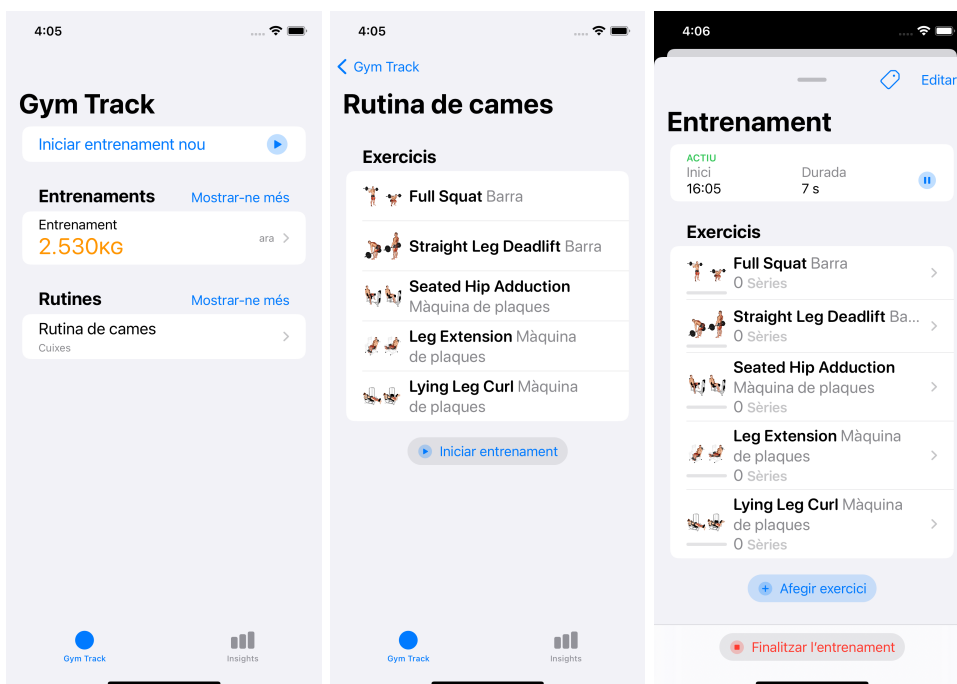 4:05
Gym Track
Iniciar entrenament nou
Entrenaments Mostrar-ne més
Entrenament
2.530KG
ara
Rutines Mostrar-ne més
Rutina de cames
Cuixes
Gym Track
Insights
4:05
Gym Track
Rutina de cames
Exercicis
Full Squat Barra
Straight Leg Deadlift Barra
Seated Hip Adduction
Màquina de plaques
Leg Extension Màquina
de plaques
Lying Leg Curl Màquina
de plaques
Iniciar entrenament
Gym Track
Insights
4:06
Editar
Entrenament
ACTIU
Inici
16:05
Durada
7 s
Exercicis
Full Squat Barra
0 Sèries
Straight Leg Deadlift Ba...
0 Sèries
Seated Hip Adduction
Màquina de plaques
0 Sèries
Leg Extension Màquina
de plaques
0 Sèries
Lying Leg Curl Màquina
de plaques
0 Sèries
Afegir exercici
Finalitzar l'entrenament